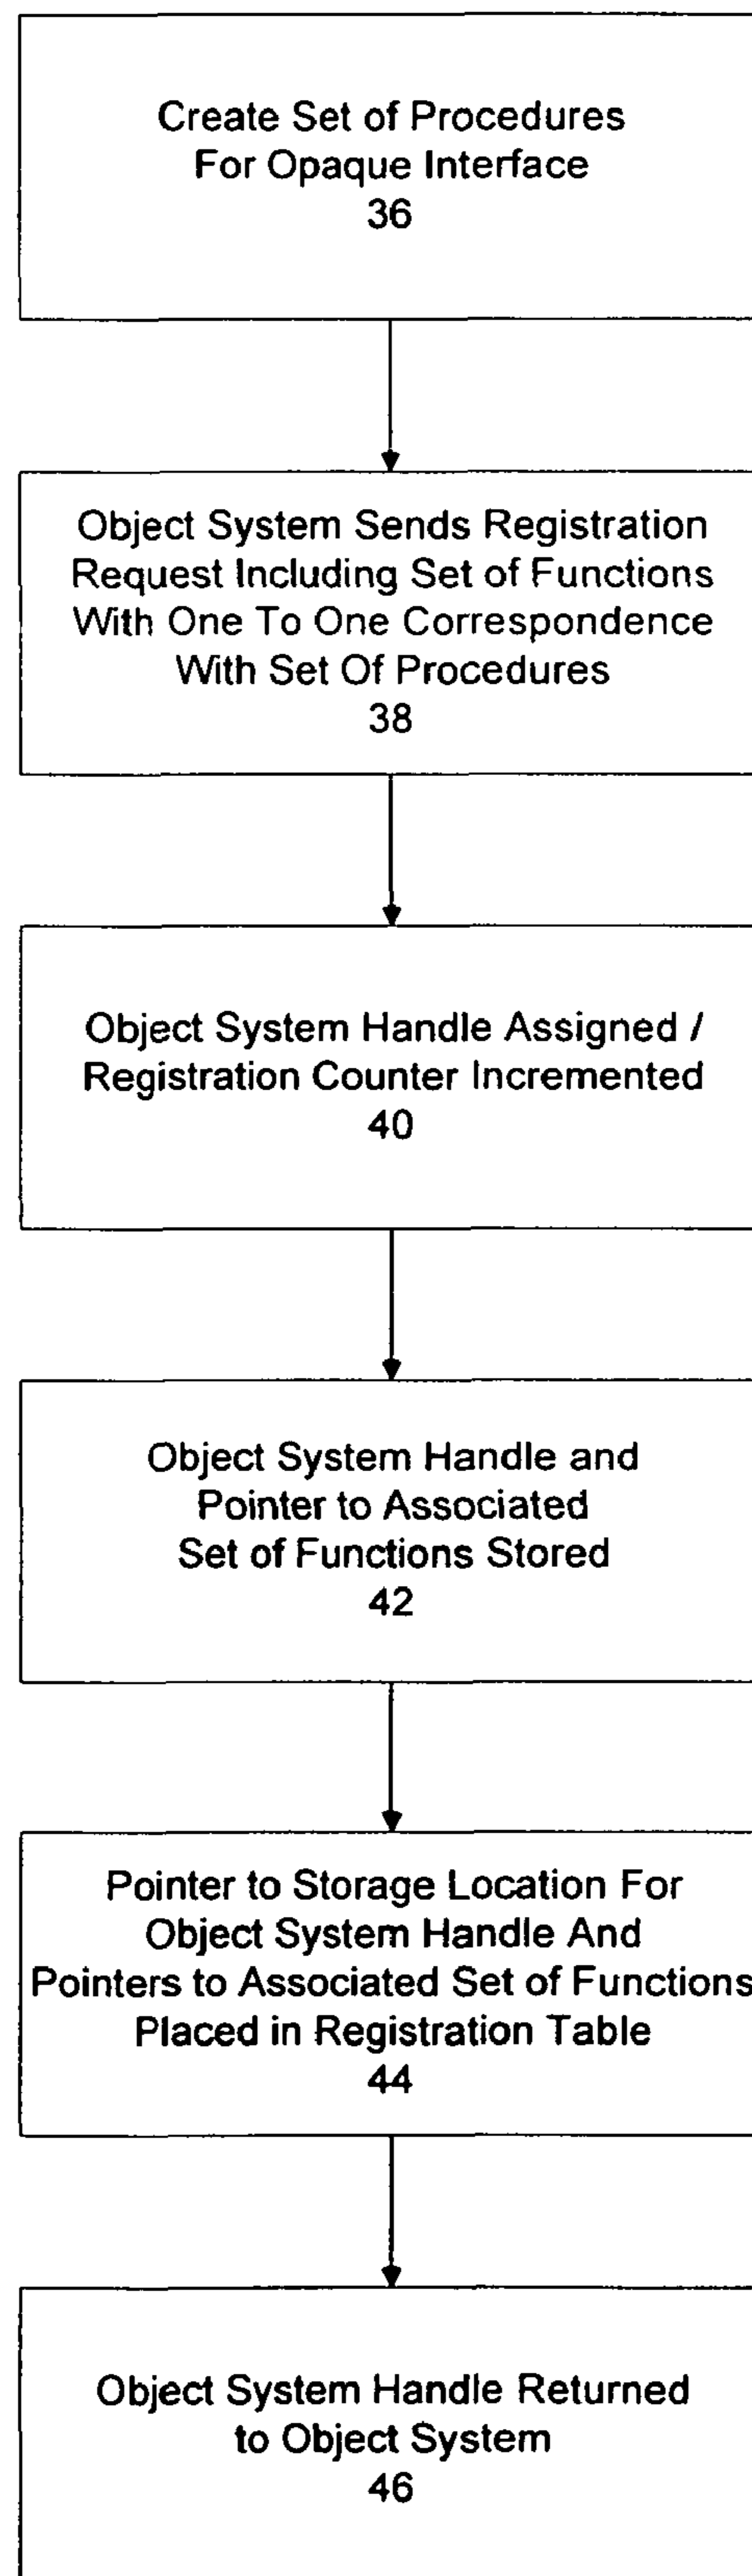 Create Set of Procedures
For Opaque Interface
36
Object System Sends Registration
Request Including Set of Functions
With One To One Correspondence
With Set Of Procedures
38
Object System Handle Assigned /
Registration Counter Incremented
40
Object System Handle and
Pointer to Associated
Set of Functions Stored
42
Pointer to Storage Location For
Object System Handle And
Pointers to Associated Set of Functions
Placed in Registration Table
44
Object System Handle Returned
to Object System
46